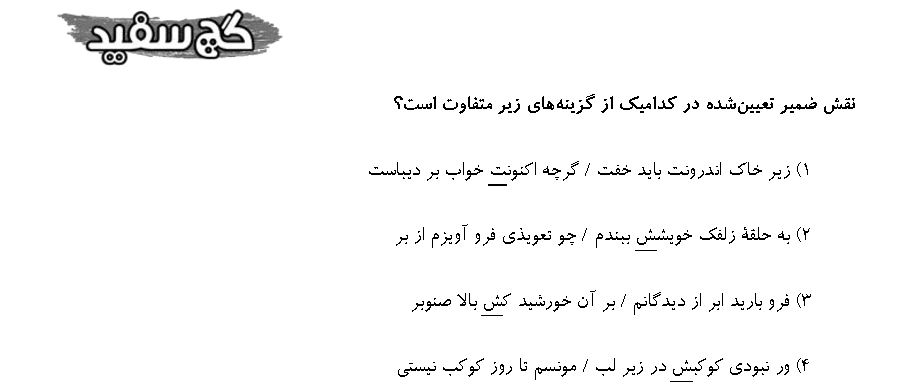 گچ سفید
نقش ضمیر تعیین‌شده در کدامیک از گزینه‌های زیر متفاوت است؟
۱) زیر خاک اندرونت باید خفت / گرچه اکنونت خواب بر دیباست
۲) به حلقهٔ زلفک خویشش ببندم / چو تعویذی فرو آویزم از بر
۳) فرو بارید ابر از دیدگانم / بر آن خورشید کش بالا صنوبر
۴) ور نبودی کوکبش در زیر لب / مونسم تا روز کوکب نیستی